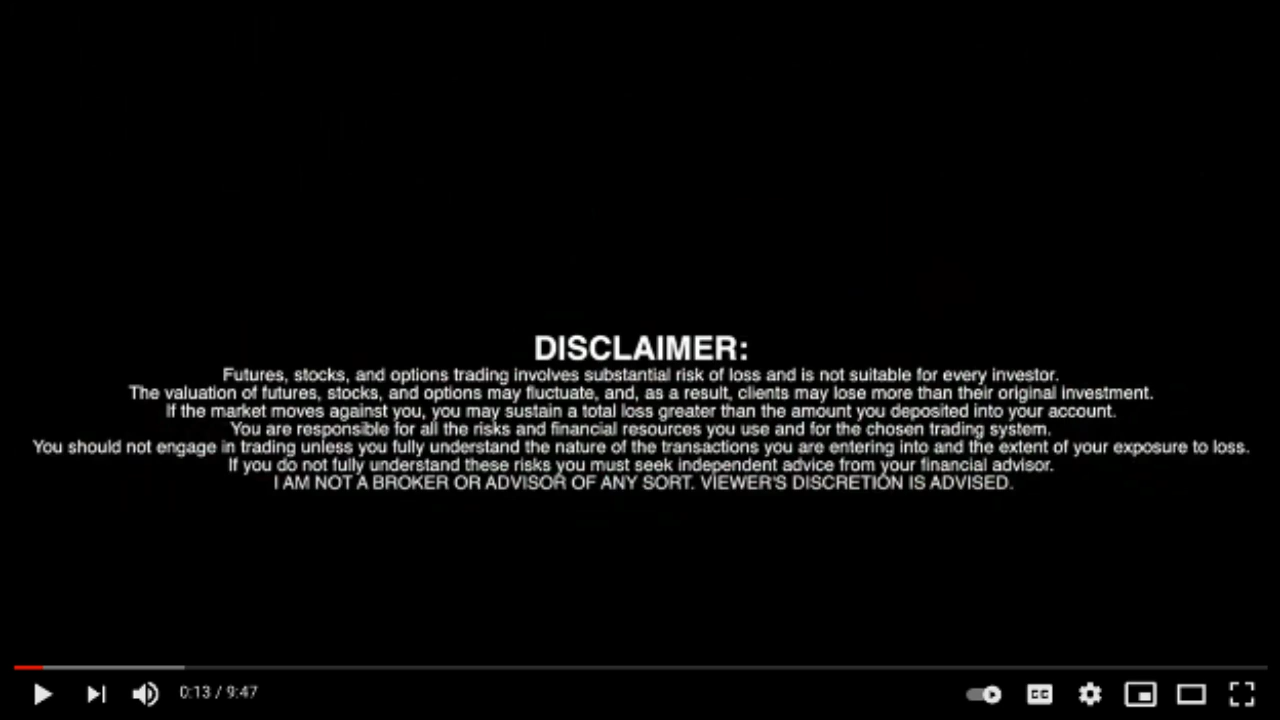 DISCLAIMER:
Futures, stocks, and options trading involves substantial risk of loss and is not suitable for every investor.
The valuation of futures, stocks, and options may fluctuate, and, as a result, clients may lose more than their original investment.
If the market moves against you, you may sustain a total loss greater than the amount you deposited into your account.
You are responsible for all the risks and financial resources you use and for the chosen trading system.
You should not engage in trading unless you fully understand the nature of the transactions you are entering into and the extent of your exposure to loss.
If you do not fully understand these risks you must seek independent advice from your financial advisor.
I AM NOT A BROKER OR ADVISOR OF ANY SORT. VIEWER'S DISCRETION IS ADVISED.
0:13 / 9:47
CC